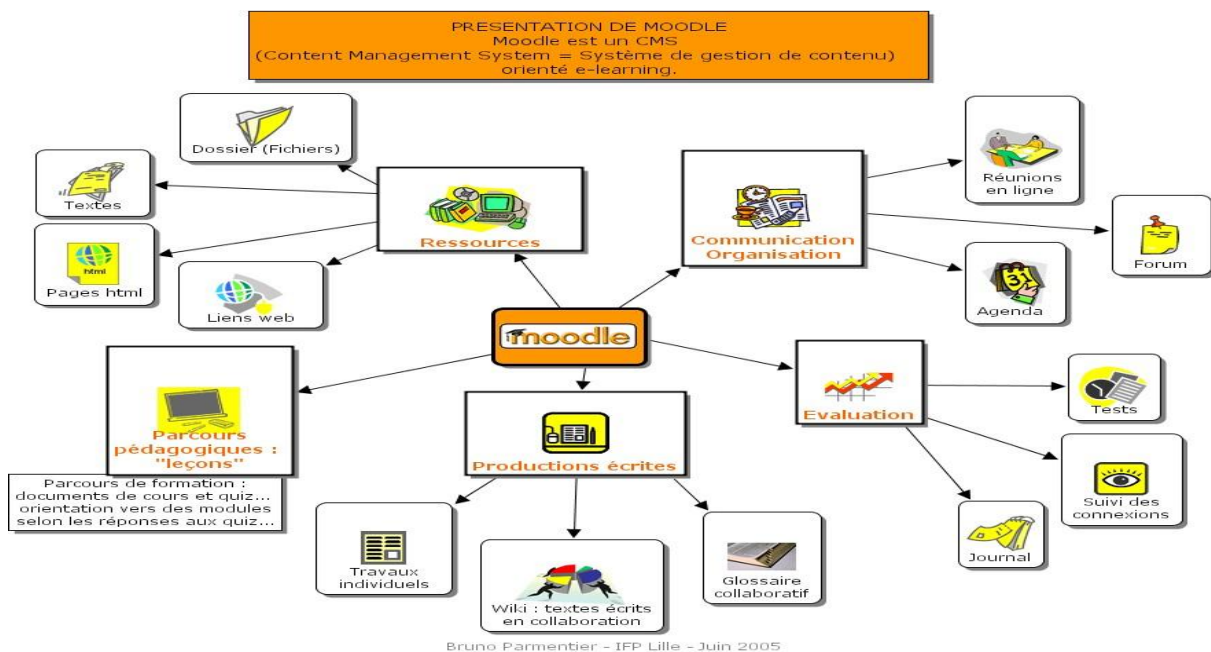 PRESENTATION DE MOODLE
Moodle est un CMS
(Content Management System = Système de gestion de contenu)
orienté e-learning.
Dossier (Fichiers)
Textes
Pages html
html
Liens web
Ressources
Communication
Organisation
Réunions
en ligne
Forum
31
Agenda
moodle
Parcours
pédagogiques :
"leçons"
Parcours de formation :
documents de cours et quiz...
orientation vers des modules
selon les réponses aux quiz...
Productions écrites
Travaux
individuels
Wiki : textes écrits
en collaboration
Glossaire
collaboratif
Evaluation
Tests
Suivi des
connexions
Journal
Bruno Parmentier - IFP Lille - Juin 2005